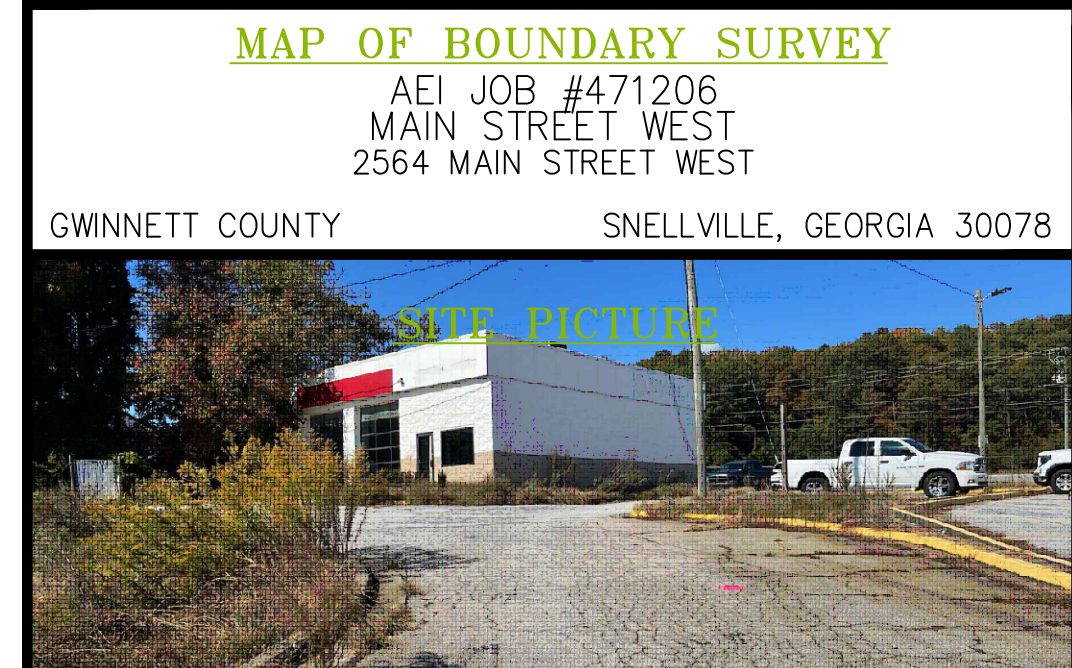 MAP OF BOUNDARY SURVEY
AEI JOB #471206
MAIN STREET WEST
2564 MAIN STREET WEST
GWINNETT COUNTY SNELLVILLE, GEORGIA 30078
SITE PICTURE